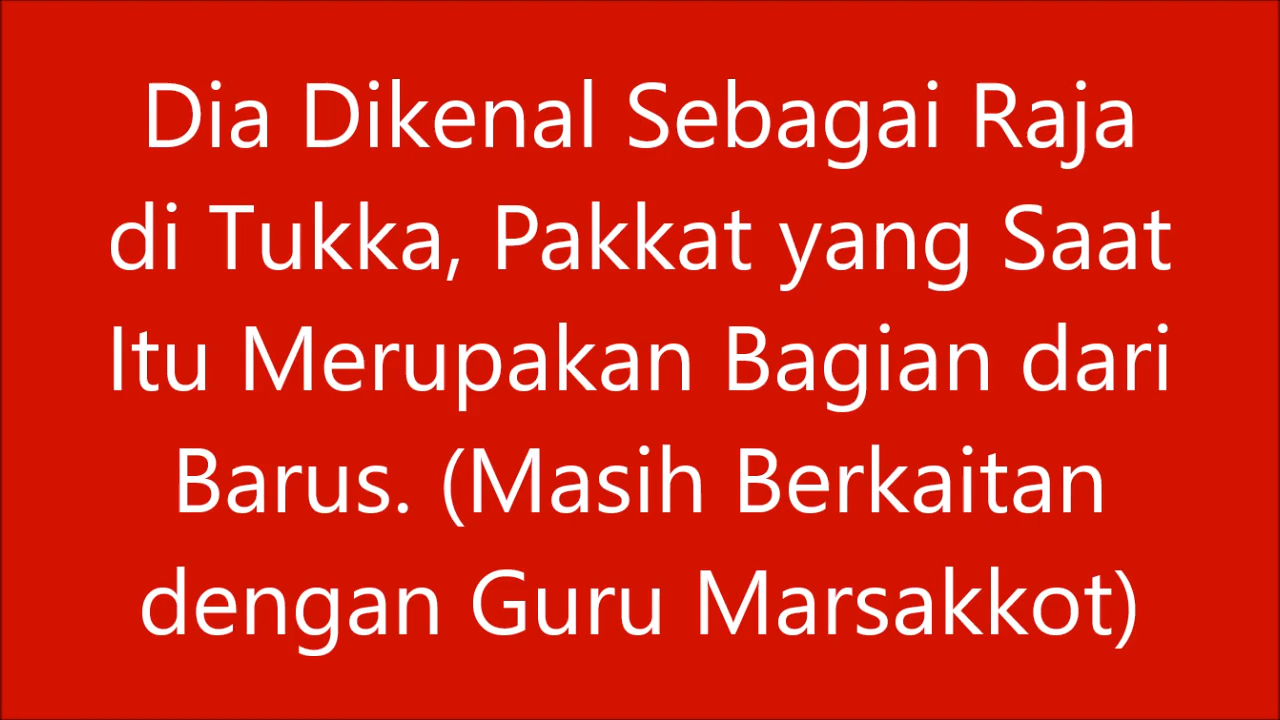 Dia Dikenal Sebagai Raja
di Tukka, Pakkat yang Saat
Itu Merupakan Bagian dari
Barus. (Masih Berkaitan
dengan Guru Marsakkot)